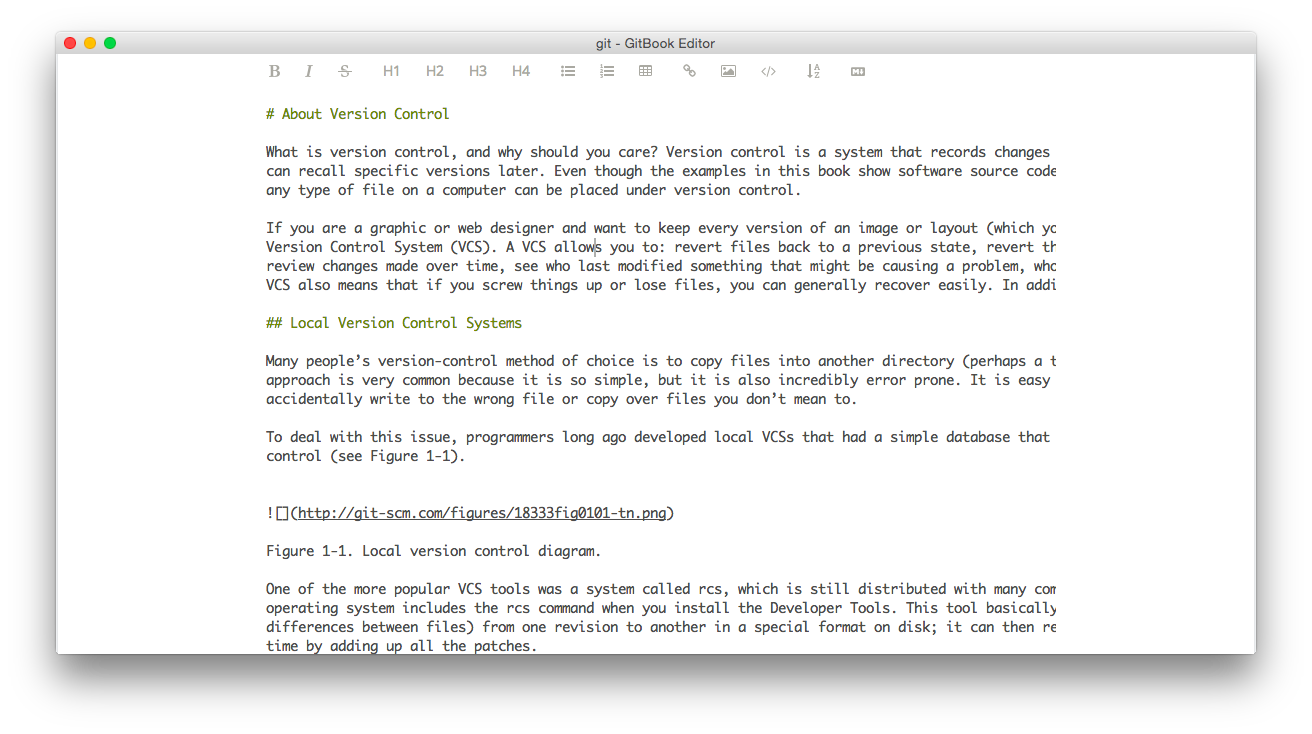 git - GitBook Editor
B I S H1 H2 H3 H4
# About Version Control
What is version control, and why should you care? Version control is a system that records changes
can recall specific versions later. Even though the examples in this book show software source code
any type of file on a computer can be placed under version control.
If you are a graphic or web designer and want to keep every version of an image or layout (which yo
Version Control System (VCS). A VCS allows you to: revert files back to a previous state, revert th
review changes made over time, see who last modified something that might be causing a problem, who
VCS also means that if you screw things up or lose files, you can generally recover easily. In addi
## Local Version Control Systems
Many people’s version-control method of choice is to copy files into another directory (perhaps a t
approach is very common because it is so simple, but it is also incredibly error prone. It is easy
accidentally write to the wrong file or copy over files you don’t mean to.
To deal with this issue, programmers long ago developed local VCSs that had a simple database that
control (see Figure 1-1).
![](http://git-scm.com/figures/18333fig0101-tn.png)
Figure 1-1. Local version control diagram.
One of the more popular VCS tools was a system called rcs, which is still distributed with many com
operating system includes the rcs command when you install the Developer Tools. This tool basically
differences between files) from one revision to another in a special format on disk; it can then re
time by adding up all the patches.